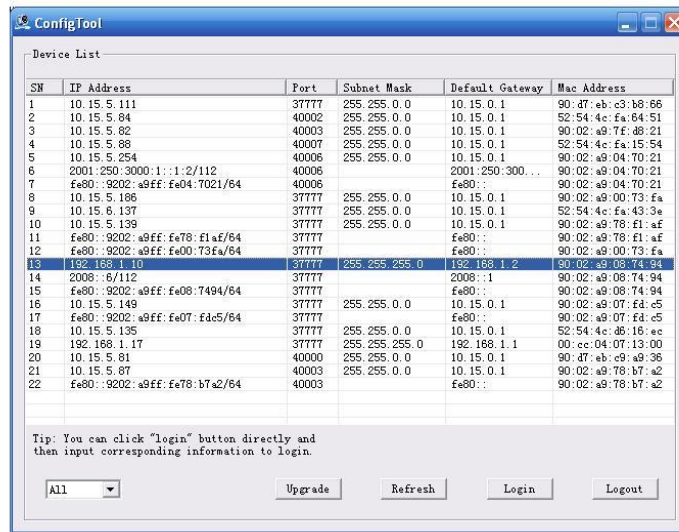 ConfigTool
Device List
SN IP Address Port Subnet Mask Default Gateway Mac Address
1 10.15.5.111 37777 255.255.0.0 10.15.0.1 90:d7:eb:c3:b8:66
2 10.15.5.84 40002 255.255.0.0 10.15.0.1 52:54:4c:fa:64:51
3 10.15.5.82 40003 255.255.0.0 10.15.0.1 90:02:a9:7f:d8:21
4 10.15.5.88 40007 255.255.0.0 10.15.0.1 52:54:4c:fa:15:54
5 10.15.5.254 40006 255.255.0.0 10.15.0.1 90:02:a9:04:70:21
6 2001:250:3000:1::1:2/112 40006 2001:250:300... 90:02:a9:04:70:21
7 fe80::9202:a9ff:fe04:7021/64 40006 fe80:: 90:02:a9:04:70:21
8 10.15.5.186 37777 255.255.0.0 10.15.0.1 90:02:a9:00:73:fa
9 10.15.6.137 37777 255.255.0.0 10.15.0.1 52:54:4c:fa:43:3e
10 10.15.5.139 37777 255.255.0.0 10.15.0.1 90:02:a9:78:f1:af
11 fe80::9202:a9ff:fe78:f1af/64 37777 fe80:: 90:02:a9:78:f1:af
12 fe80::9202:a9ff:fe00:73fa/64 37777 fe80:: 90:02:a9:00:73:fa
13 192.168.1.10 37777 255.255.255.0 192.168.1.2 90:02:a9:08:74:94
14 2008::6/112 37777 2008::1 90:02:a9:08:74:94
15 fe80::9202:a9ff:fe08:7494/64 37777 fe80:: 90:02:a9:08:74:94
16 10.15.5.149 37777 255.255.0.0 10.15.0.1 90:02:a9:07:fd:c5
17 fe80::9202:a9ff:fe07:fdc5/64 37777 fe80:: 90:02:a9:07:fd:c5
18 10.15.5.135 37777 255.255.0.0 10.15.0.1 52:54:4c:d6:16:ec
19 192.168.1.17 37777 255.255.255.0 192.168.1.1 00:cc:04:07:13:00
20 10.15.5.81 40000 255.255.0.0 10.15.0.1 90:d7:eb:c9:a9:36
21 10.15.5.87 40003 255.255.0.0 10.15.0.1 90:02:a9:78:b7:a2
22 fe80::9202:a9ff:fe78:b7a2/64 40003 fe80:: 90:02:a9:78:b7:a2
Tip: You can click "login" button directly and
then input corresponding information to login.
All Upgrade Refresh Login Logout